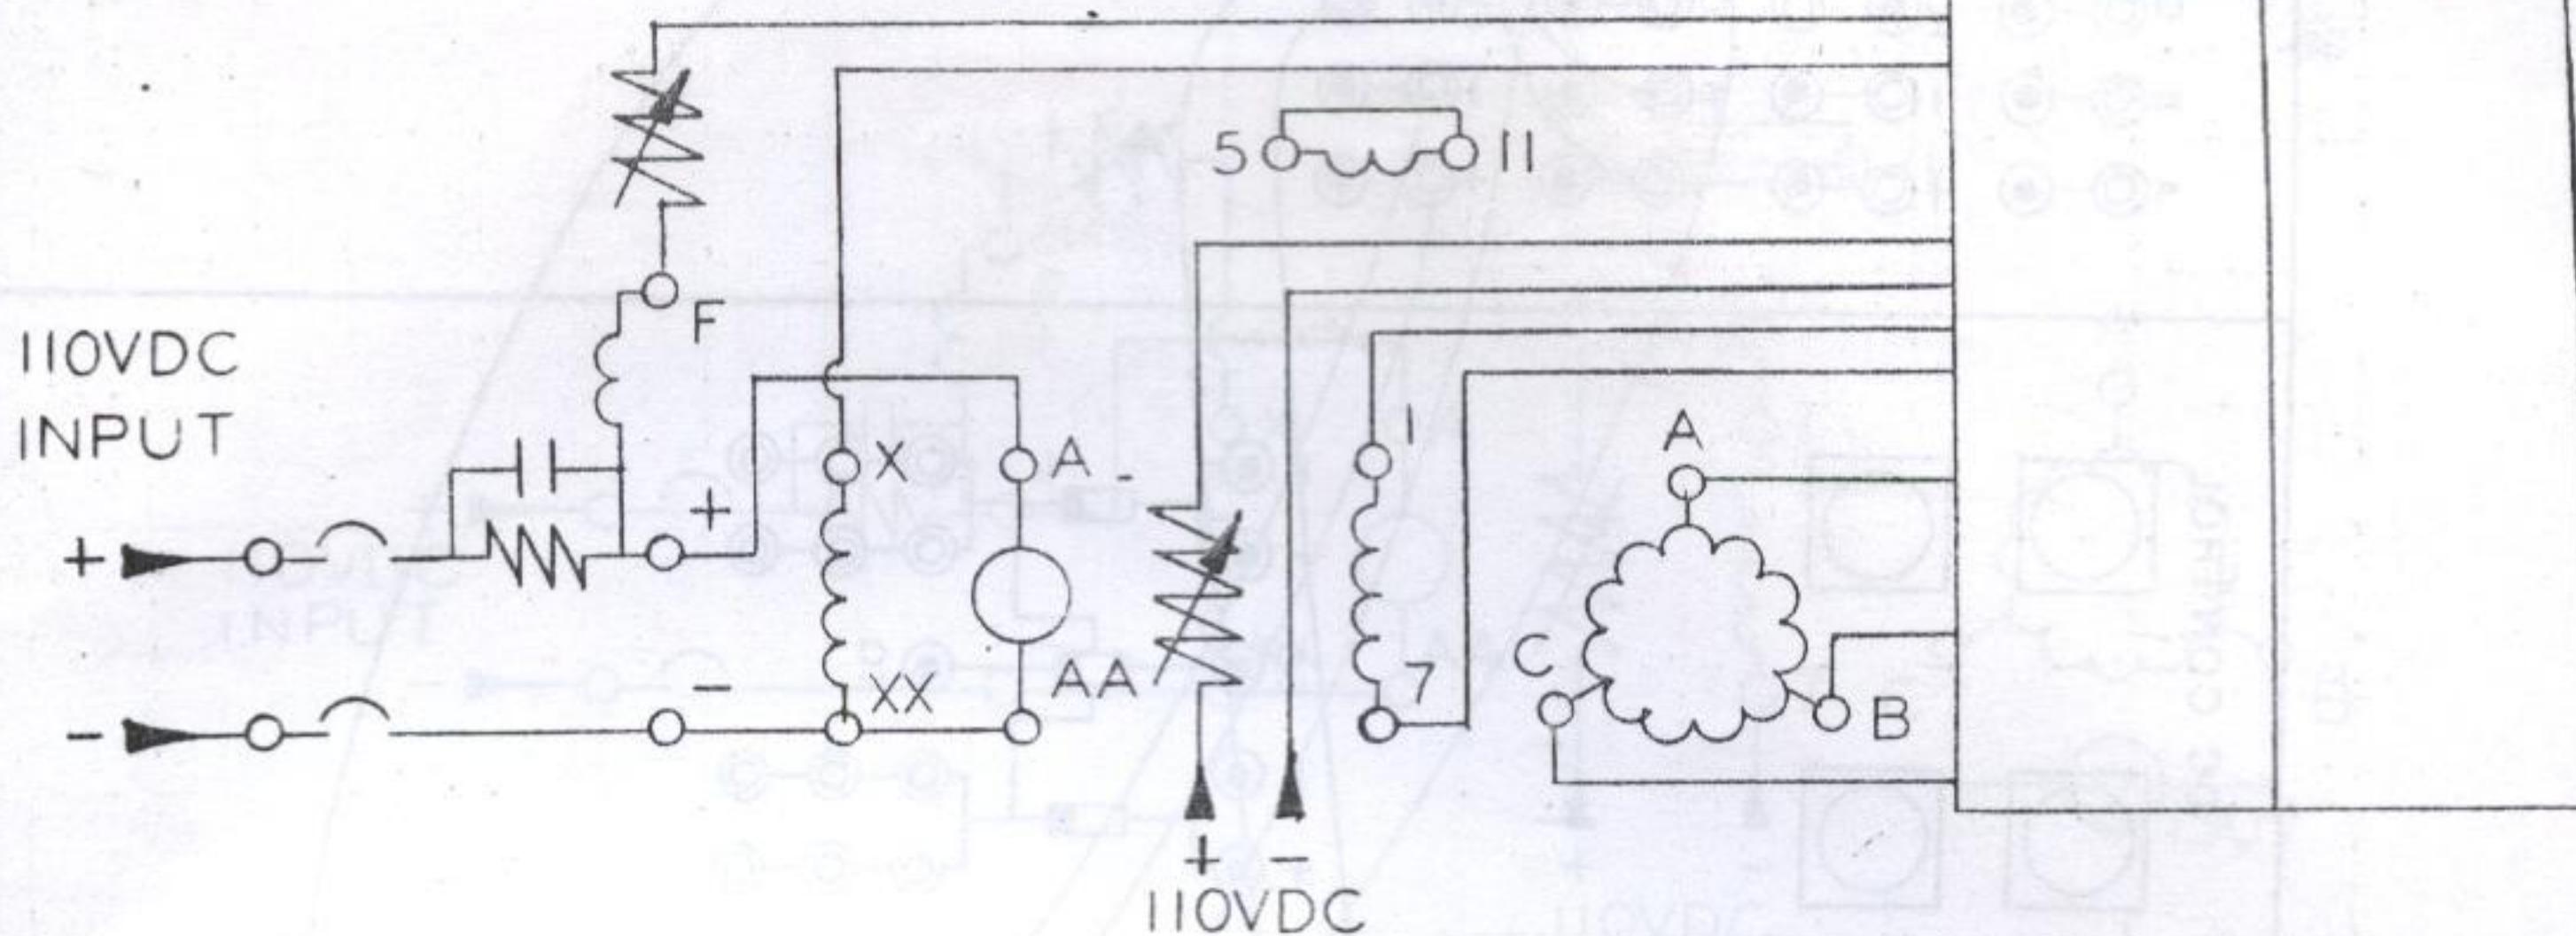 5 11
F
110VDC
INPUT
+
+
-
-
X
XX
A
-
AA
1
7
A
B
C
+ -
110VDC